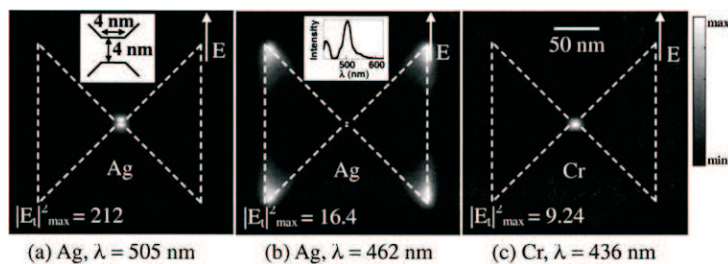 4 nm
4 nm
E
Ag
|Eₜ|²max = 212
Intensity
500
600
λ (nm)
E
Ag
|Eₜ|²max = 16.4
50 nm
E
Cr
|Eₜ|²max = 9.24
max
min
(a) Ag, λ = 505 nm
(b) Ag, λ = 462 nm
(c) Cr, λ = 436 nm